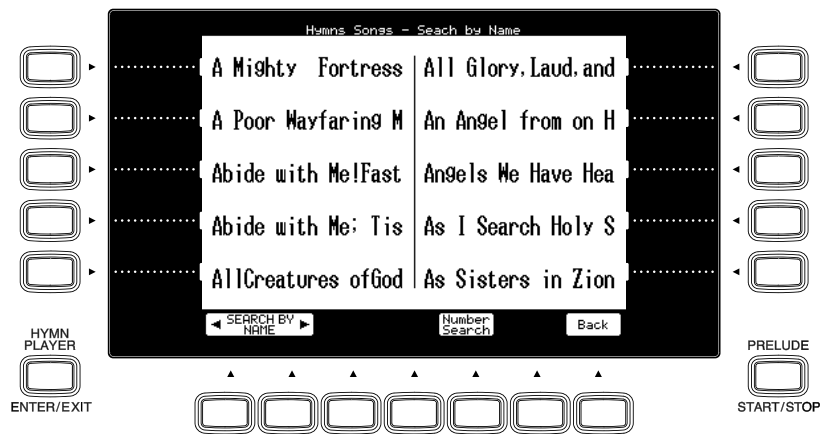 Hymns Songs - Seach by Name
A Mighty Fortress
A Poor Wayfaring M
Abide with Me!Fast
Abide with Me; Tis
AllCreatures ofGod
All Glory,Laud,and
An Angel from on H
Angels We Have Hea
As I Search Holy S
As Sisters in Zion
SEARCH BY
NAME
Number
Search
Back
HYMN
PLAYER
ENTER/EXIT
PRELUDE
START/STOP